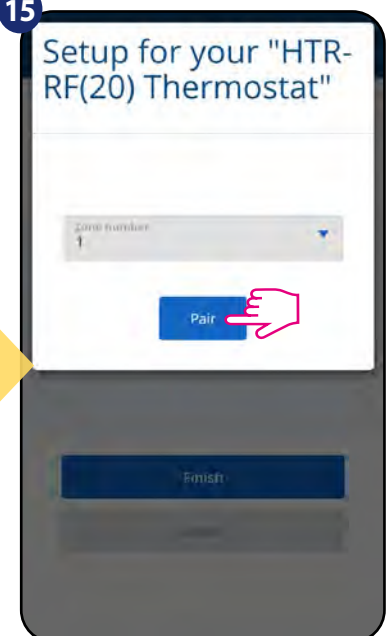 15
Setup for your "HTR-
RF(20) Thermostat"
Zone number
1
Pair
Finish